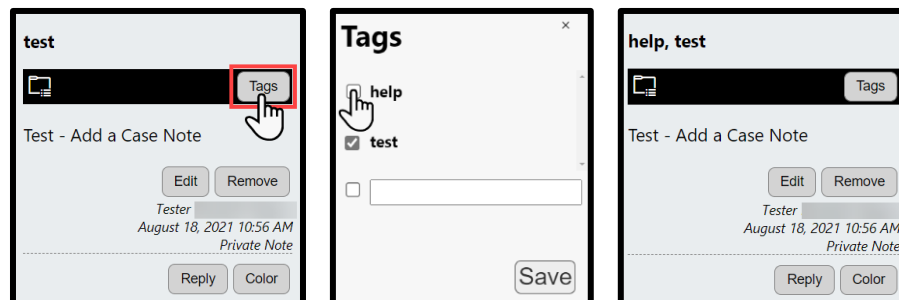 test
Tags
Test - Add a Case Note
Edit Remove
Tester
August 18, 2021 10:56 AM
Private Note
Reply Color
Tags ×
help
test
Save
help, test
Tags
Test - Add a Case Note
Edit Remove
Tester
August 18, 2021 10:56 AM
Private Note
Reply Color